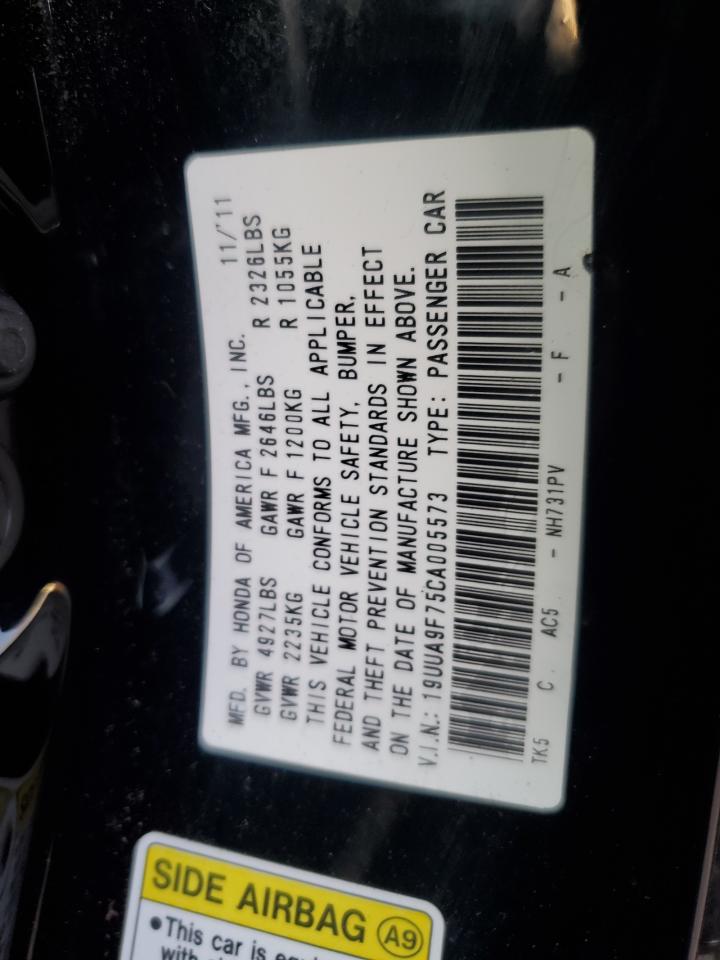 MFD. BY HONDA OF AMERICA MFG., INC. 11/'11
GVWR 4927LBS GAWR F 2646LBS R 2326LBS
GVWR 2235KG GAWR F 1200KG R 1055KG
THIS VEHICLE CONFORMS TO ALL APPLICABLE
FEDERAL MOTOR VEHICLE SAFETY, BUMPER,
AND THEFT PREVENTION STANDARDS IN EFFECT
ON THE DATE OF MANUFACTURE SHOWN ABOVE.
V.I.N.: 19UUA9F75CA005573 TYPE: PASSENGER CAR
TK5 C AC5 - NH731PV - F - A
SIDE AIRBAG A9
•This car is